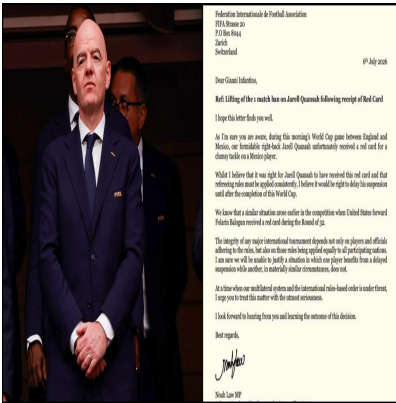 Federation Internationale de Football Association
FIFA Strasse 20
P.O Box 8044
Zurich
Switzerland
6th July 2026
Dear Gianni Infantino,
Ref: Lifting of the 1 match ban on Jarell Quansah following receipt of Red Card
I hope this letter finds you well.
As I'm sure you are aware, during this morning's World Cup game between England and
Mexico, our formidable right-back Jarell Quansah unfortunately received a red card for a
clumsy tackle on a Mexico player.
Whilst I believe that it was right for Jarell Quansah to have received this red card and that
refereeing rules must be applied consistently, I believe it would be right to delay his suspension
until after the completion of this World Cup.
We know that a similar situation arose earlier in the competition when United States forward
Folarin Balogun received a red card during the Round of 32.
The integrity of any major international tournament depends not only on players and officials
adhering to the rules, but also on those rules being applied equally to all participating nations.
I am sure we will be unable to justify a situation in which one player benefits from a delayed
suspension while another, in materially similar circumstances, does not.
At a time when our multilateral system and the international rules-based order is under threat,
I urge you to treat this matter with the utmost seriousness.
I look forward to hearing from you and learning the outcome of this decision.
Best regards,
Noah Law MP